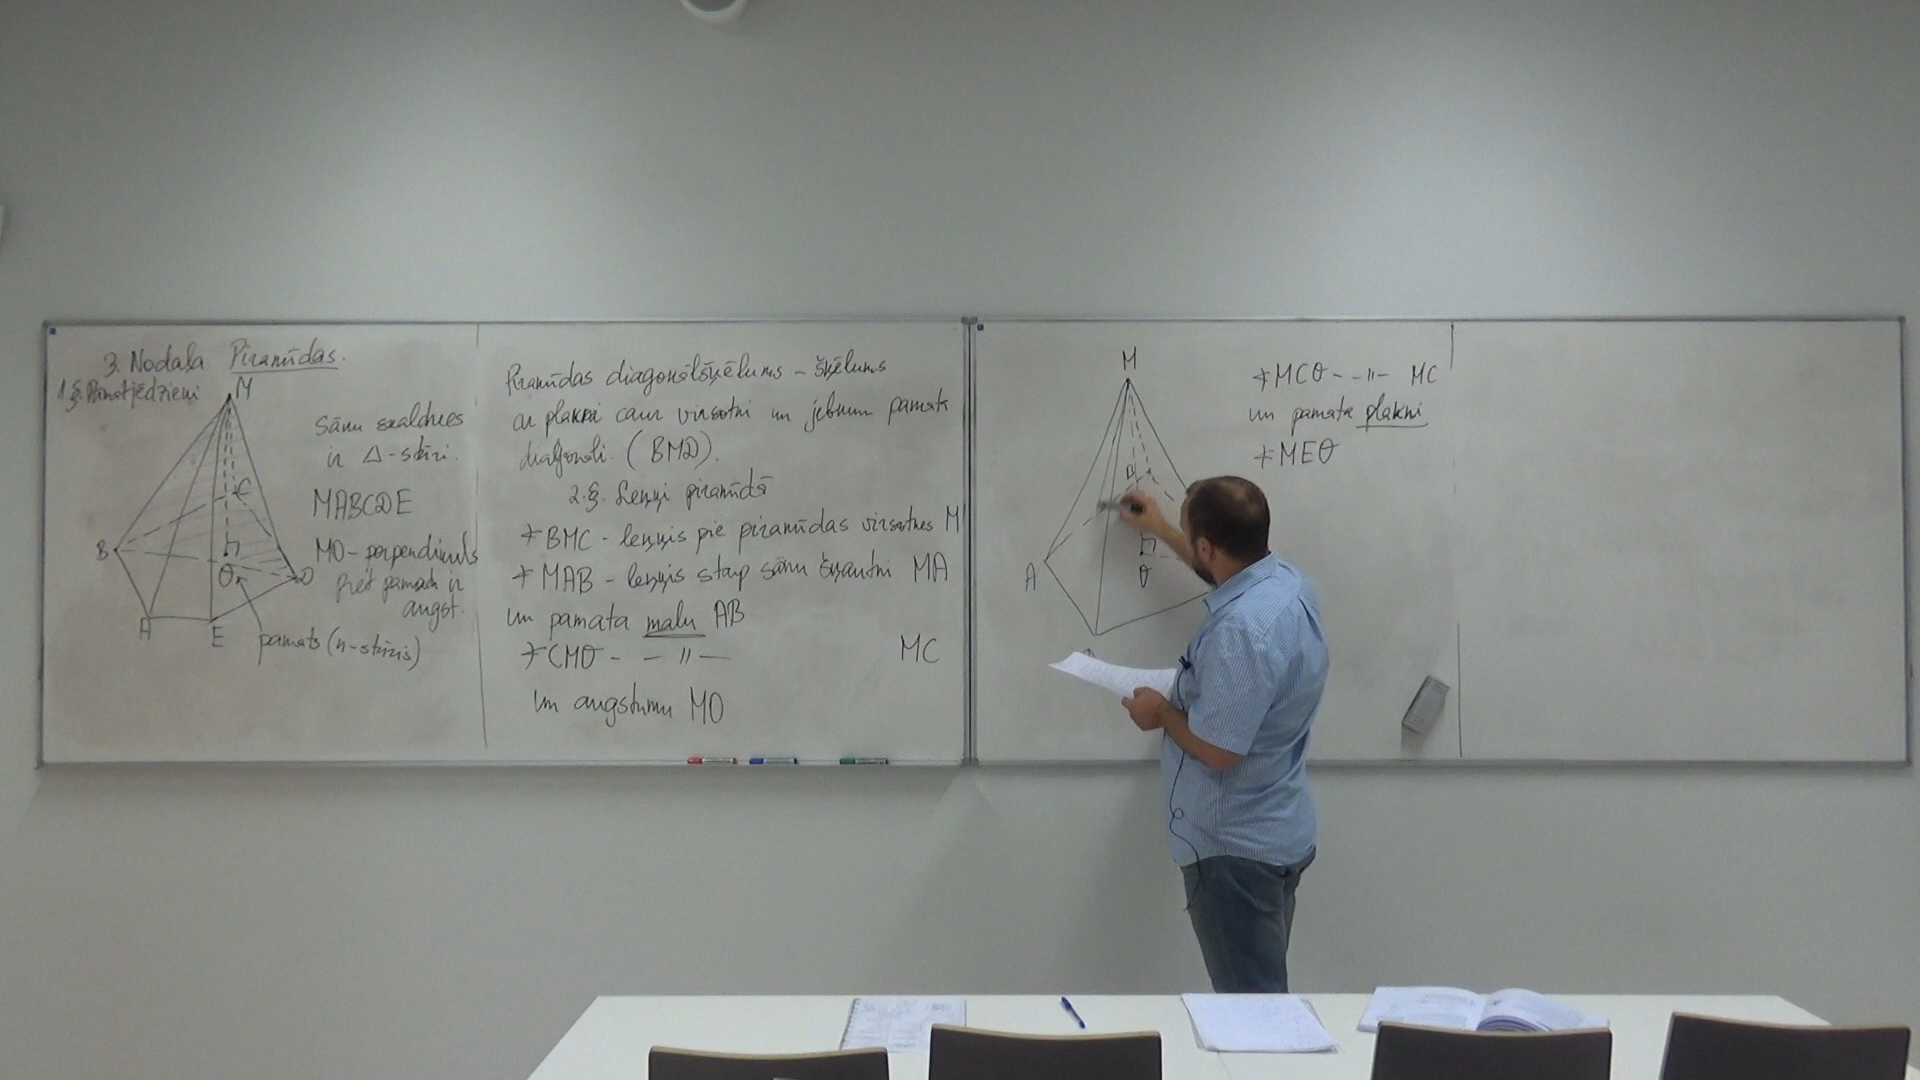 3. Nodaļa Piramīdas.
1.§. Pamatjēdzieni
M
B
C
D
O
A
E
pamats (n-stūris)
Sānu skaldnes
ir Δ-stūri.
MABCDE
MO-perpendikuls
pret pamatu ir
augst.
Piramīdas diagonālšķēlums – šķēlums
ar plakni caur virsotni un jebkuru pamata
diagonāli. (BMD).
2.§. Leņķi piramīdā
∢BMC - leņķis pie piramīdas virsotnes M
∢MAB - leņķis starp sānu šķautni MA
un pamata malu AB
∢CMO - – " – MC
un augstumu MO
M
B
A
O
∢MCO - – " – MC
un pamata plakni
∢MEO